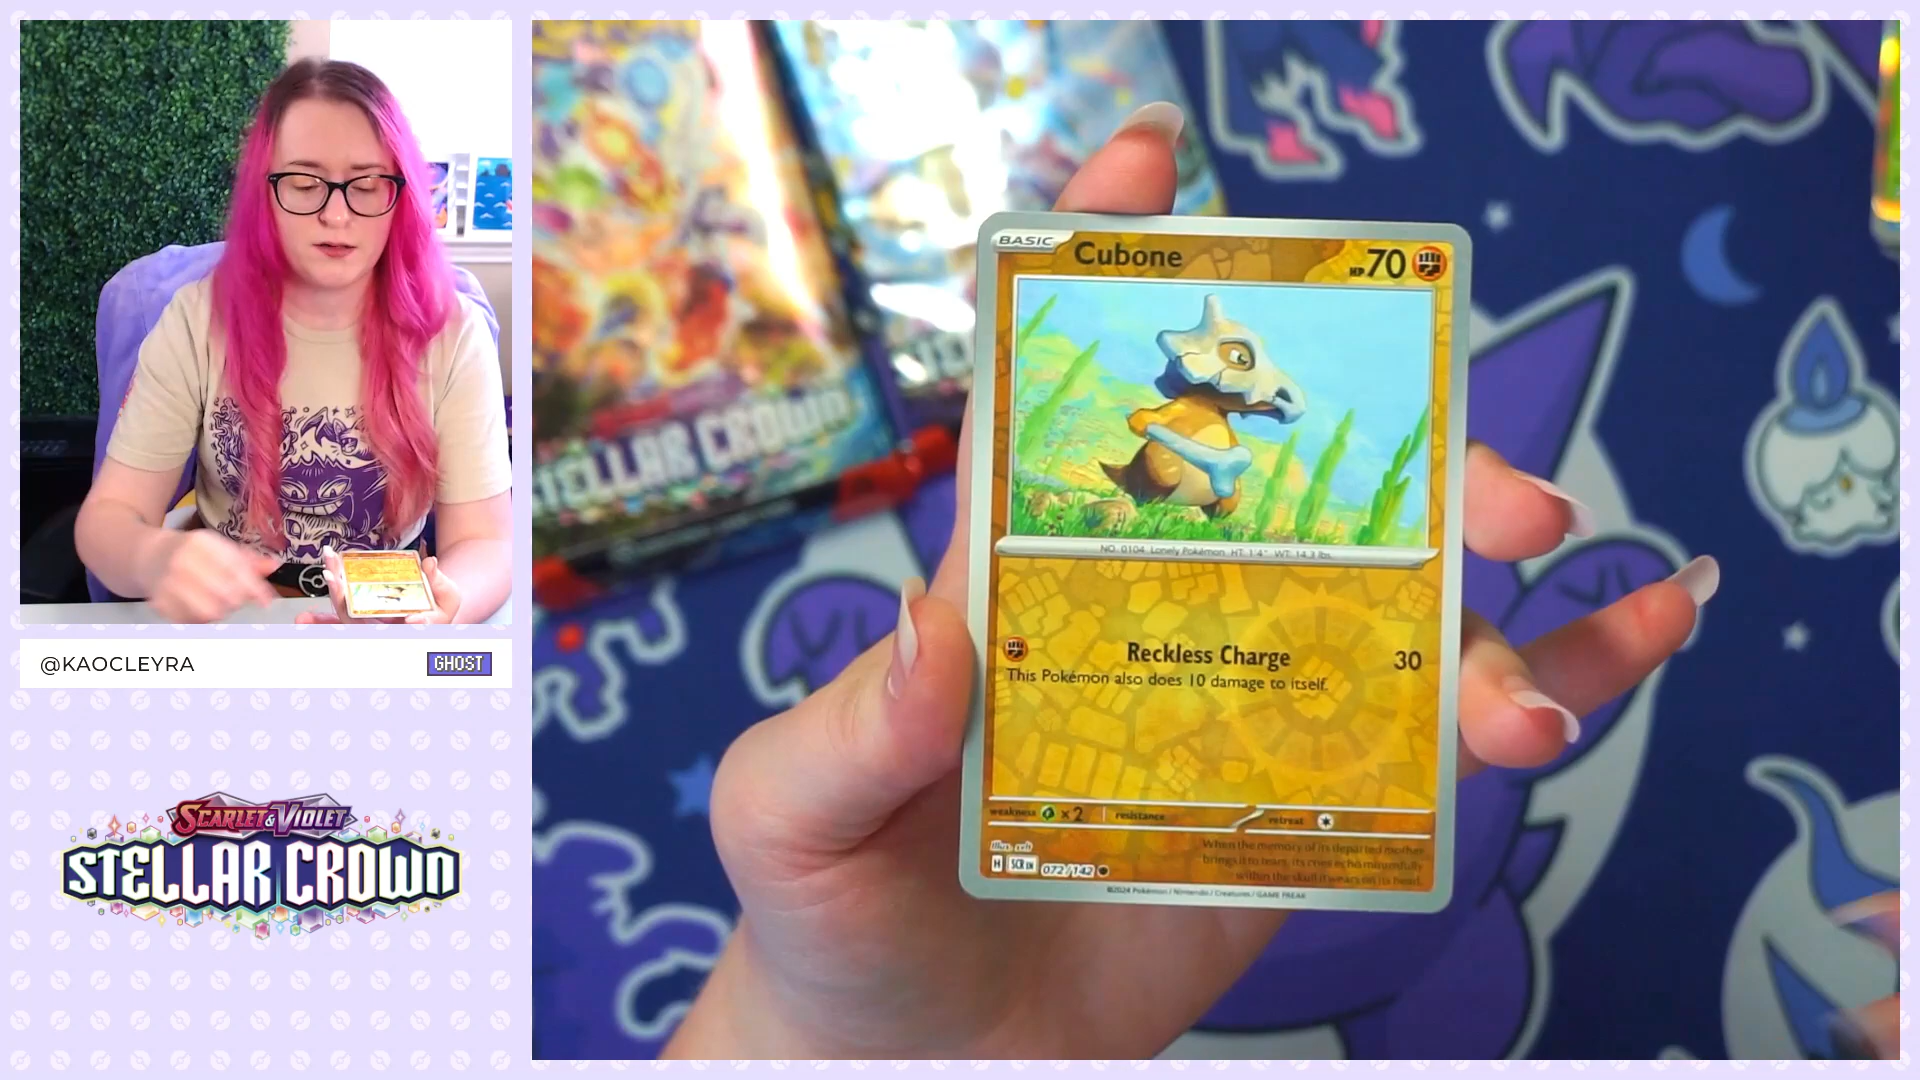 @KAOCLEYRA
GHOST
SCARLET & VIOLET
STELLAR CROWN
STELLAR CROWN
BASIC
Cubone
HP 70
NO. 0104 Lonely Pokémon HT: 1'4" WT: 14.3 lbs.
Reckless Charge 30
This Pokémon also does 10 damage to itself.
weakness x2 resistance retreat
When the memory of its departed mother
brings it to tears, its cries echo mournfully
within the skull it wears on its head.
Illus. celt
H SCR EN 072/142
©2024 Pokémon / Nintendo / Creatures / GAME FREAK